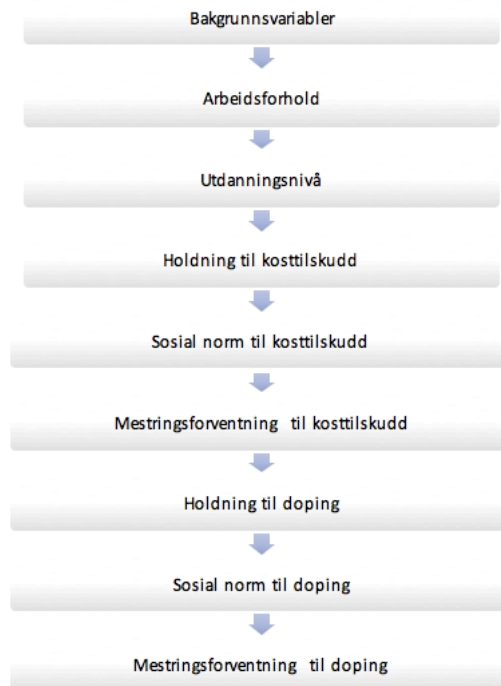 Bakgrunnsvariabler
Arbeidsforhold
Utdanningsnivå
Holdning til kosttilskudd
Sosial norm til kosttilskudd
Mestringsforventning til kosttilskudd
Holdning til doping
Sosial norm til doping
Mestringsforventning til doping